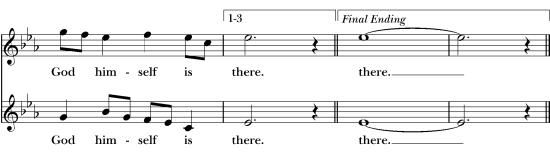 1-3 Final Ending
God him - self is there. there.
God him - self is there. there.